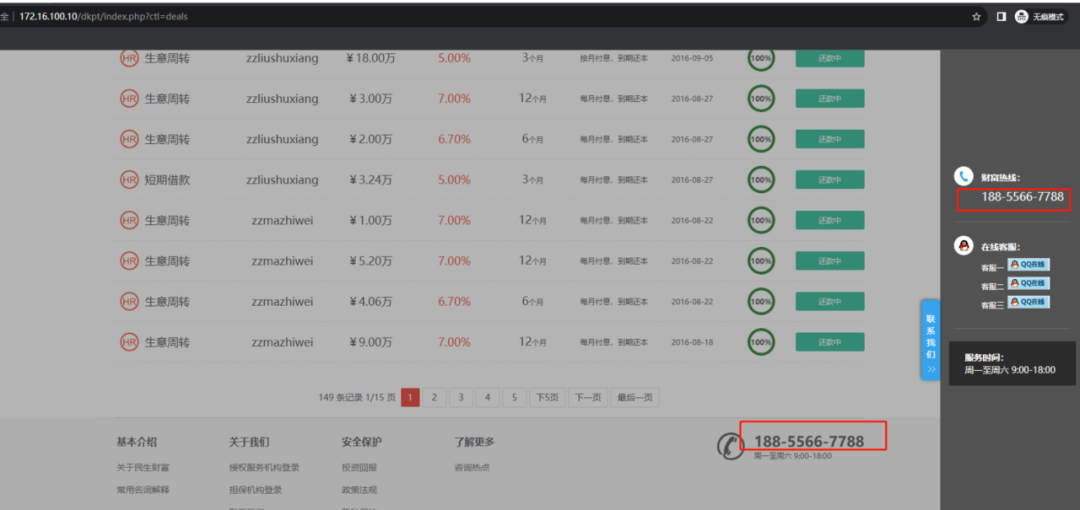 全 172.16.100.10/dkpt/index.php?ctl=deals 无痕模式
HR 生意周转 zzliushuxiang ¥18.00万 5.00% 3个月 按月付息，到期还本 2016-09-05 100% 还款中
HR 生意周转 zzliushuxiang ¥3.00万 7.00% 12个月 每月付息，到期还本 2016-08-27 100% 还款中
HR 生意周转 zzliushuxiang ¥2.00万 6.70% 6个月 每月付息，到期还本 2016-08-27 100% 还款中
HR 短期借款 zzliushuxiang ¥3.24万 5.00% 3个月 每月付息，到期还本 2016-08-27 100% 还款中
HR 生意周转 zzmazhiwei ¥1.00万 7.00% 12个月 每月付息，到期还本 2016-08-22 100% 还款中
HR 生意周转 zzmazhiwei ¥5.20万 7.00% 12个月 每月付息，到期还本 2016-08-22 100% 还款中
HR 生意周转 zzmazhiwei ¥4.06万 6.70% 6个月 每月付息，到期还本 2016-08-22 100% 还款中
HR 生意周转 zzmazhiwei ¥9.00万 7.00% 12个月 每月付息，到期还本 2016-08-18 100% 还款中
149 条记录 1/15 页 1 2 3 4 5 下5页 下一页 最后一页
基本介绍 关于我们 安全保护 了解更多 188-5566-7788
周一至周六 9:00-18:00
关于民生财富 授权服务机构登录 投资回报 咨询热点
常用名词解释 担保机构登录 政策法规
财富热线：
188-5566-7788
在线客服：
客服一 QQ在线
客服二 QQ在线
客服三 QQ在线
联系我们
服务时间：
周一至周六 9:00-18:00